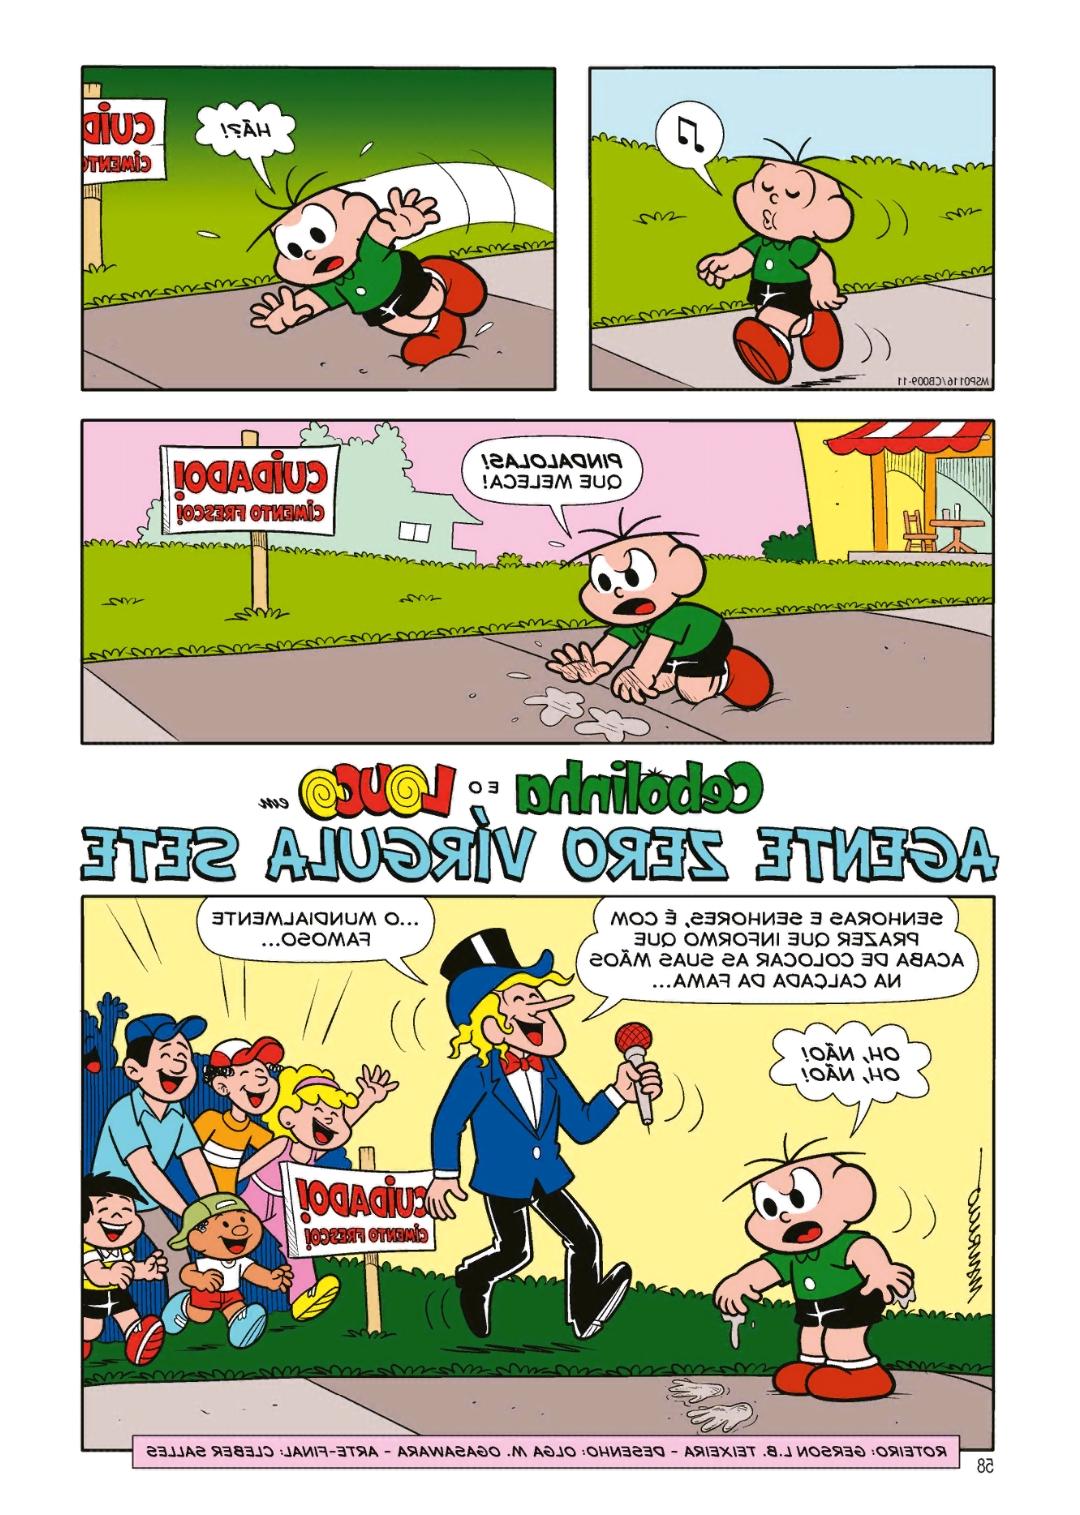 MSP0116/CB009-11
HÃ?!
CUID
CIMENTO
PINDALOLAS!
QUE MELECA!
CUIDADO!
CIMENTO FRESCO!
Cebolinha E O LOUCO em
AGENTE ZERO VÍRGULA SETE
SENHORAS E SENHORES, É COM
PRAZER QUE INFORMO QUE
ACABA DE COLOCAR AS SUAS MÃOS
NA CALÇADA DA FAMA...
...O MUNDIALMENTE
FAMOSO...
OH, NÃO!
OH, NÃO!
CUIDADO!
CIMENTO FRESCO!
MAURICIO
ROTEIRO: GERSON L.B. TEIXEIRA - DESENHO: OLGA M. OGASAWARA - ARTE-FINAL: CLEBER SALLES
58